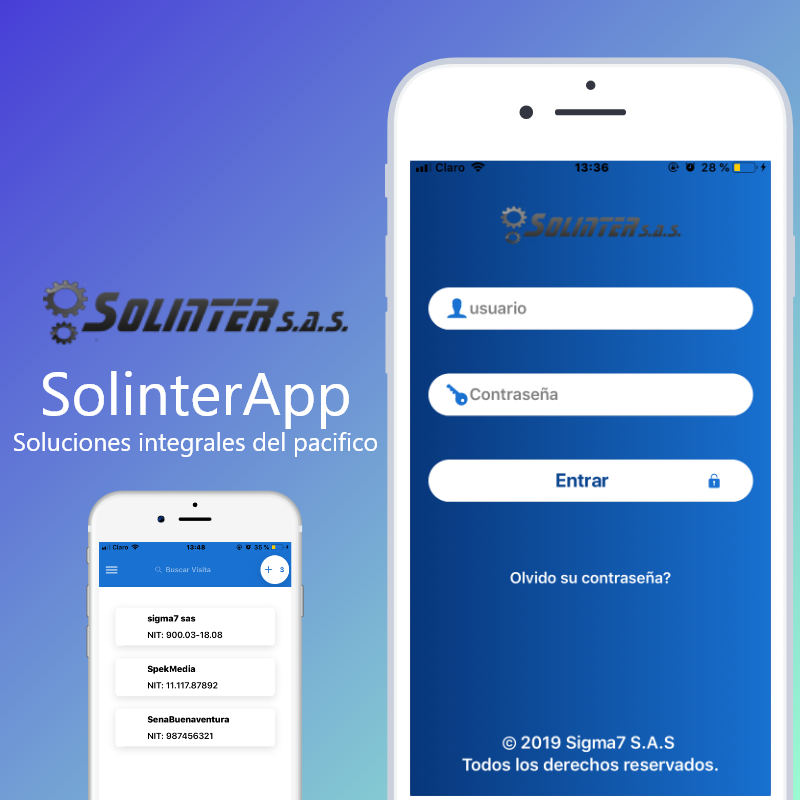 SOLINTER S.A.S.
SolinterApp
Soluciones integrales del pacifico
Claro 13:48 35 %
Buscar Visita
+ 3
sigma7 sas
NIT: 900.03-18.08
SpekMedia
NIT: 11.117.87892
SenaBuenaventura
NIT: 987456321
Claro 13:36 28 %
SOLINTER S.A.S.
usuario
Contraseña
Entrar
Olvido su contraseña?
© 2019 Sigma7 S.A.S
Todos los derechos reservados.